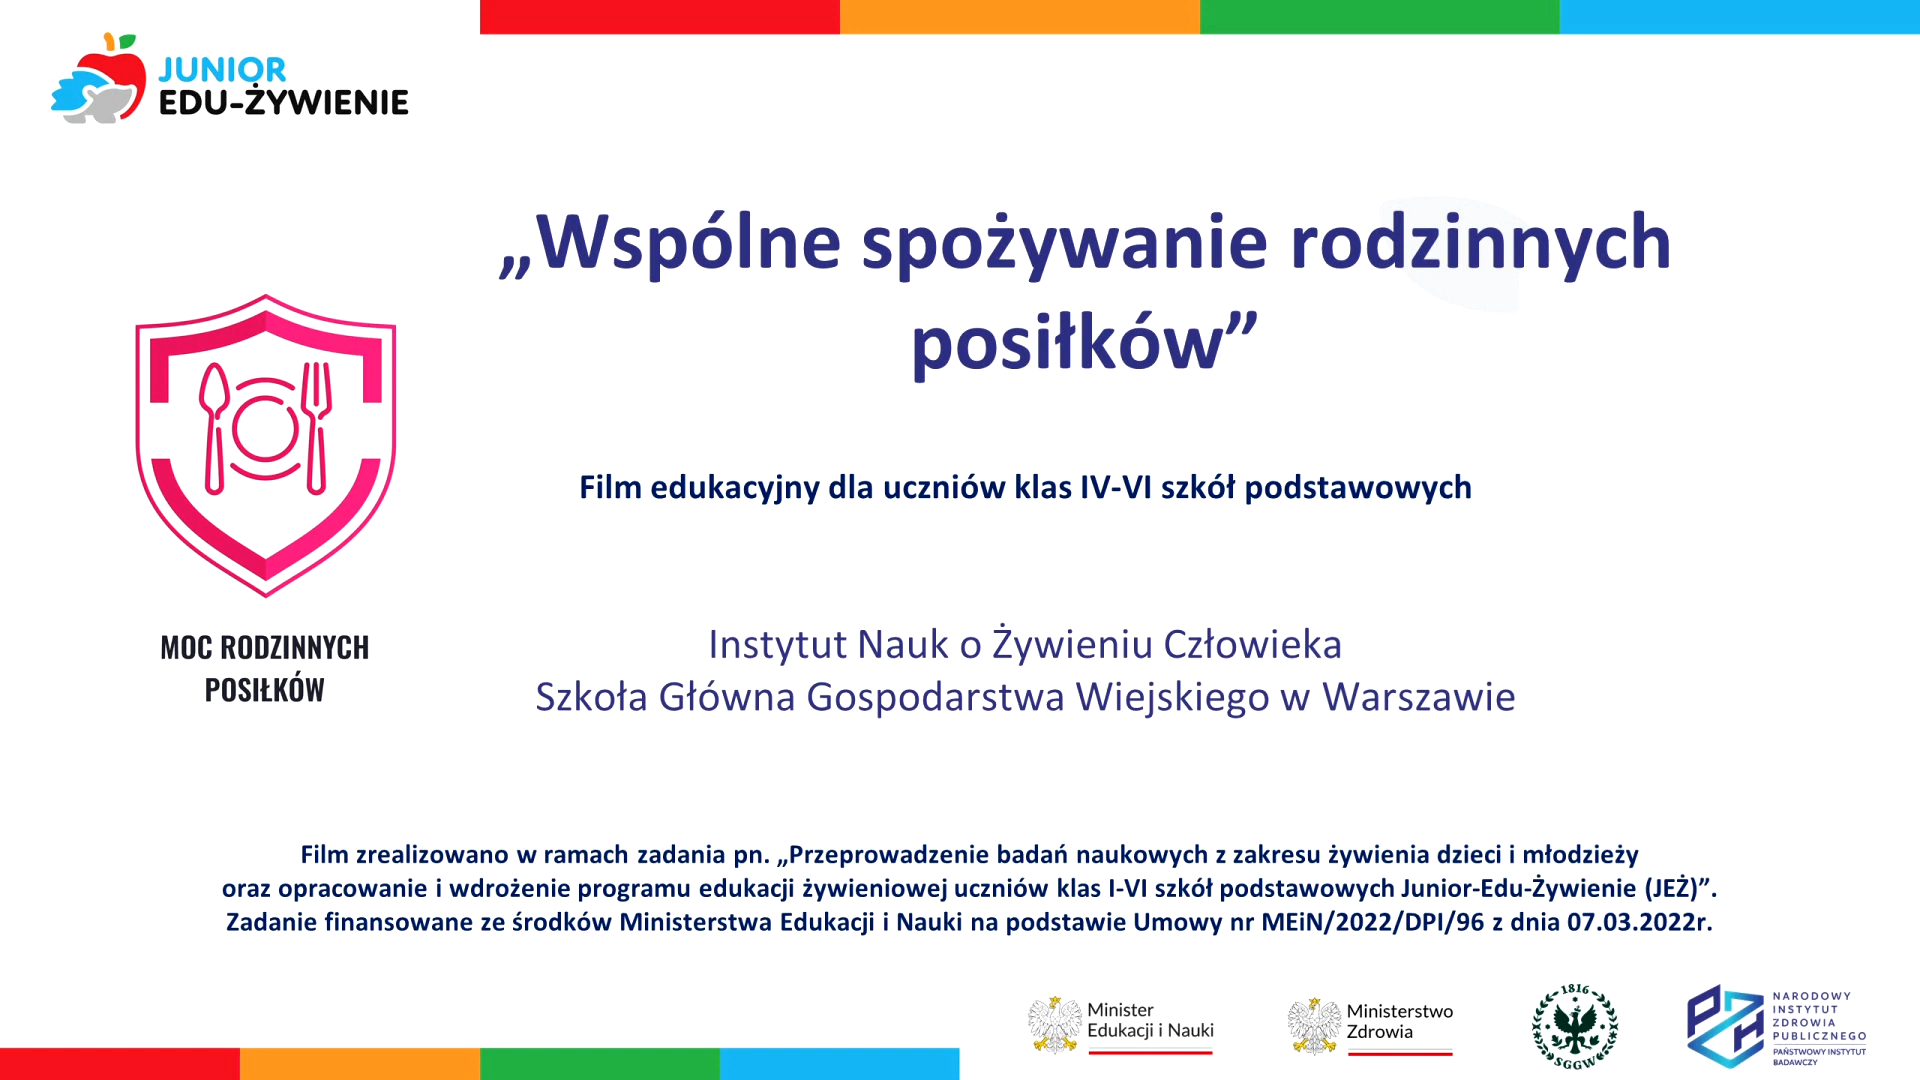 JUNIOR
EDU-ŻYWIENIE
„Wspólne spożywanie rodzinnych
posiłków”
Film edukacyjny dla uczniów klas IV-VI szkół podstawowych
MOC RODZINNYCH
POSIŁKÓW
Instytut Nauk o Żywieniu Człowieka
Szkoła Główna Gospodarstwa Wiejskiego w Warszawie
Film zrealizowano w ramach zadania pn. „Przeprowadzenie badań naukowych z zakresu żywienia dzieci i młodzieży
oraz opracowanie i wdrożenie programu edukacji żywieniowej uczniów klas I-VI szkół podstawowych Junior-Edu-Żywienie (JEŻ)”.
Zadanie finansowane ze środków Ministerstwa Edukacji i Nauki na podstawie Umowy nr MEiN/2022/DPI/96 z dnia 07.03.2022r.
Minister
Edukacji i Nauki
Ministerstwo
Zdrowia
1816
SGGW
PZH
NARODOWY
INSTYTUT
ZDROWIA
PUBLICZNEGO
PAŃSTWOWY INSTYTUT
BADAWCZY